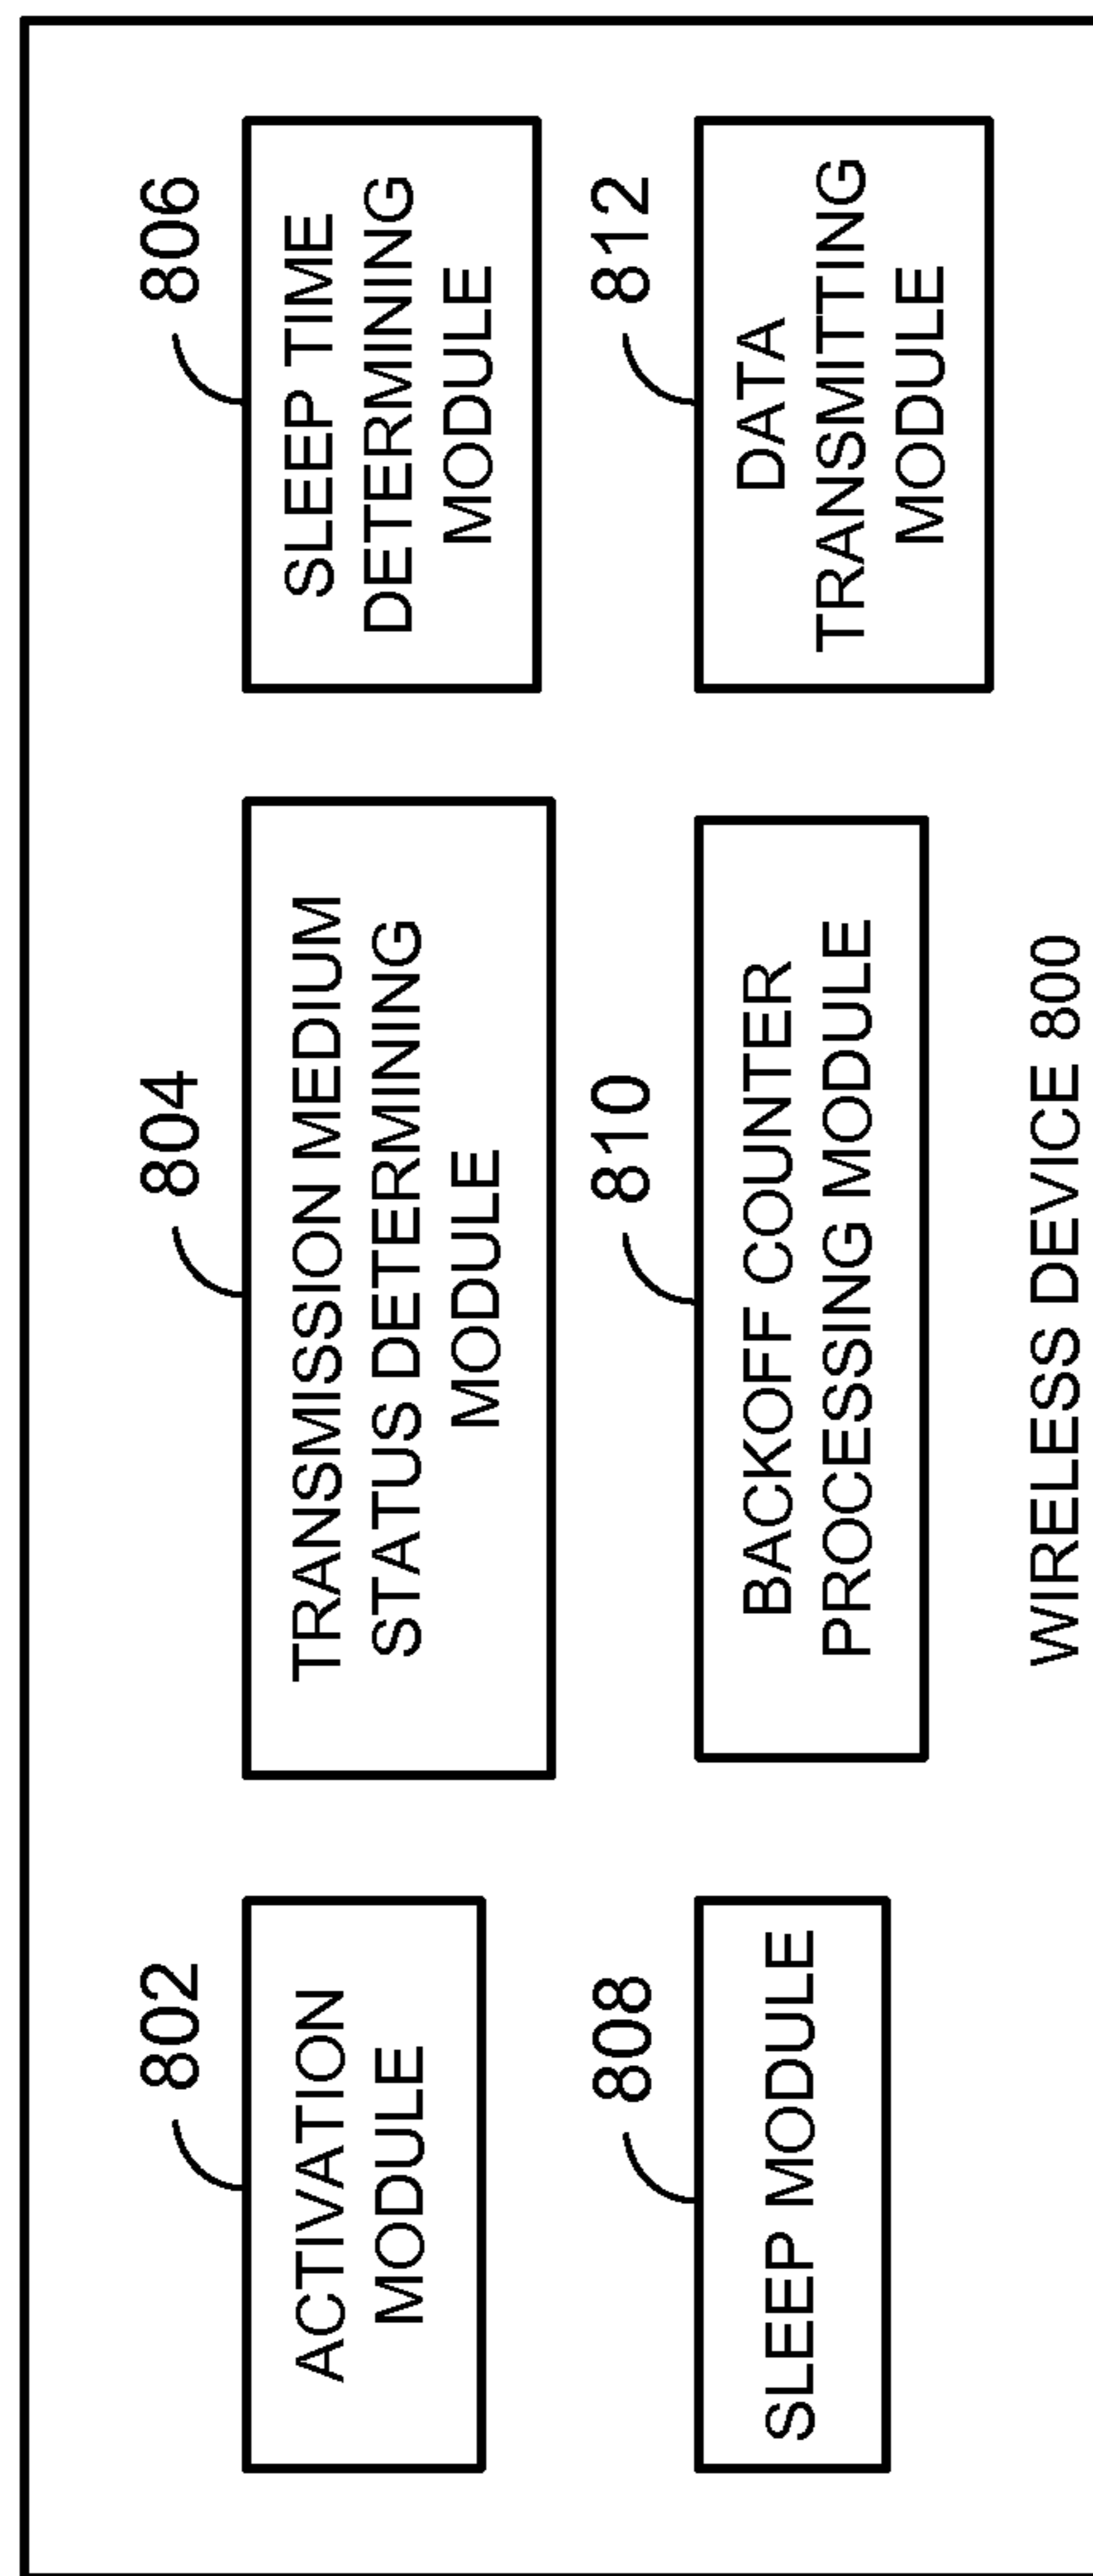 802
ACTIVATION
MODULE
804
TRANSMISSION MEDIUM
STATUS DETERMINING
MODULE
806
SLEEP TIME
DETERMINING
MODULE
808
SLEEP MODULE
810
BACKOFF COUNTER
PROCESSING MODULE
812
DATA
TRANSMITTING
MODULE
WIRELESS DEVICE 800